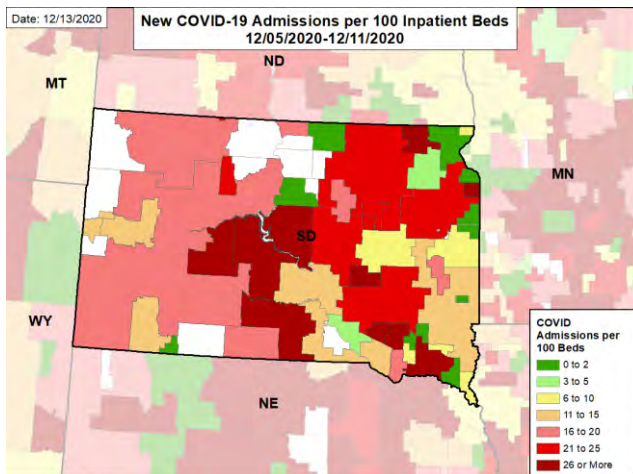 Date: 12/13/2020
New COVID-19 Admissions per 100 Inpatient Beds
12/05/2020-12/11/2020
ND
MT
MN
SD
WY
NE
COVID
Admissions per
100 Beds
0 to 2
3 to 5
6 to 10
11 to 15
16 to 20
21 to 25
26 or More